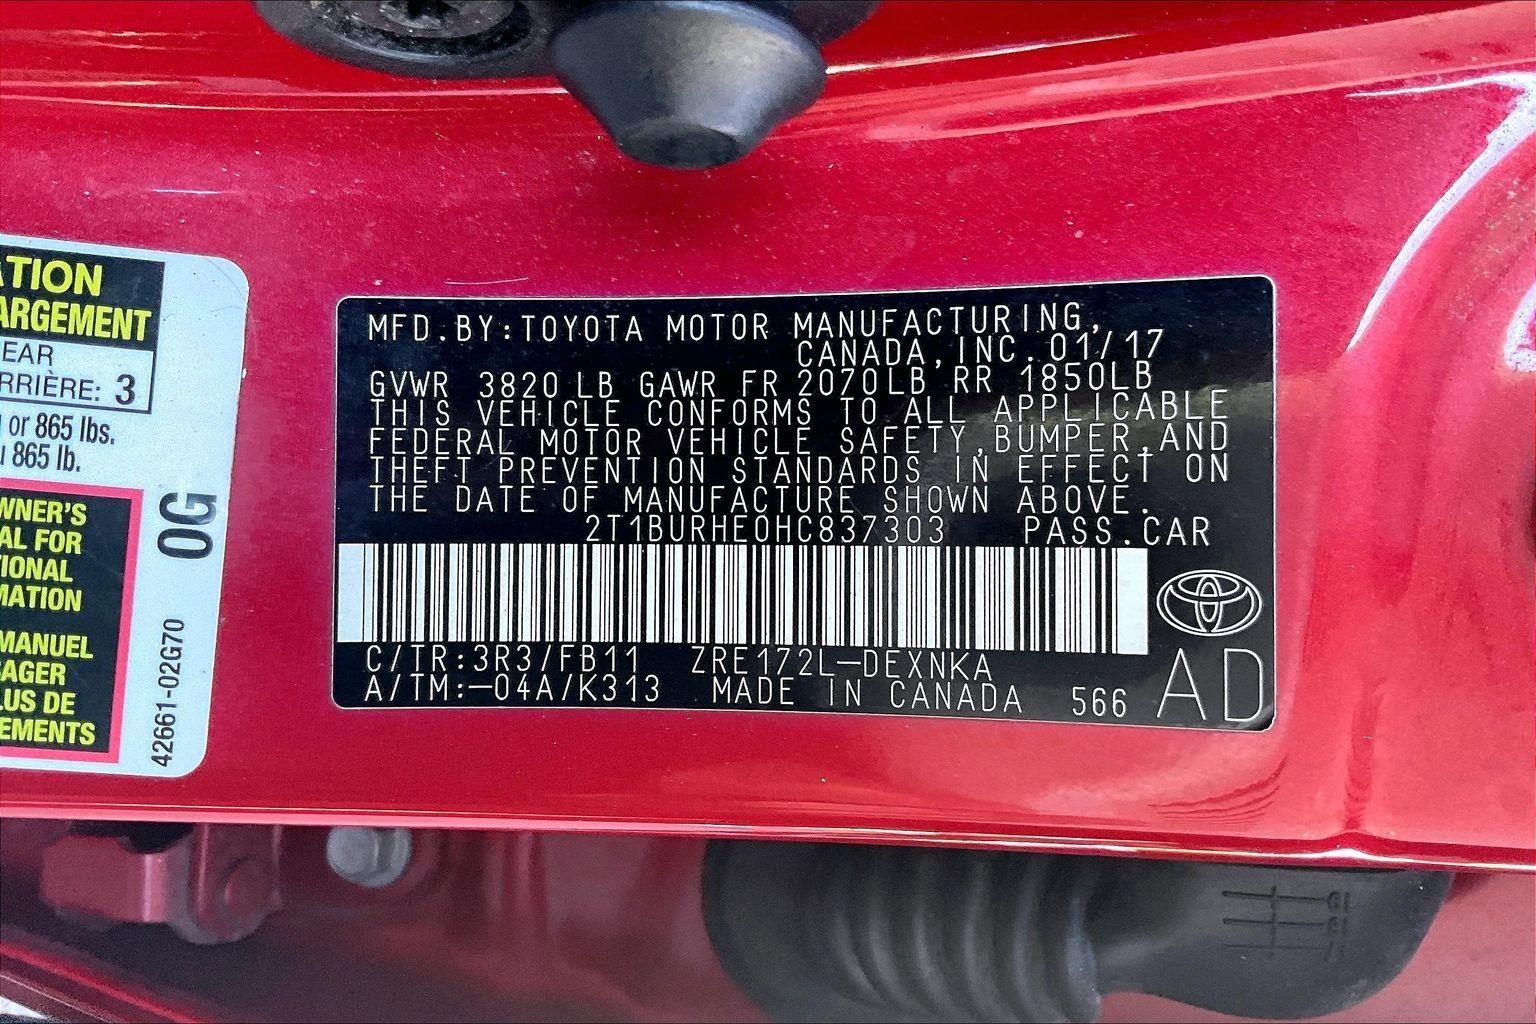 ATION
ARGEMENT
EAR
RRIÈRE: 3
or 865 lbs.
865 lb.
WNER'S
AL FOR
TIONAL
MATION
MANUEL
SAGER
LUS DE
EMENTS
0G
42661-02G70
MFD.BY:TOYOTA MOTOR MANUFACTURING,
CANADA,INC. 01/17
GVWR 3820 LB GAWR FR 2070LB RR 1850LB
THIS VEHICLE CONFORMS TO ALL APPLICABLE
FEDERAL MOTOR VEHICLE SAFETY,BUMPER,AND
THEFT PREVENTION STANDARDS IN EFFECT ON
THE DATE OF MANUFACTURE SHOWN ABOVE.
2T1BURHE0HC837303 PASS.CAR
C/TR:3R3/FB11 ZRE172L-DEXNKA
A/TM:-04A/K313 MADE IN CANADA 566 AD